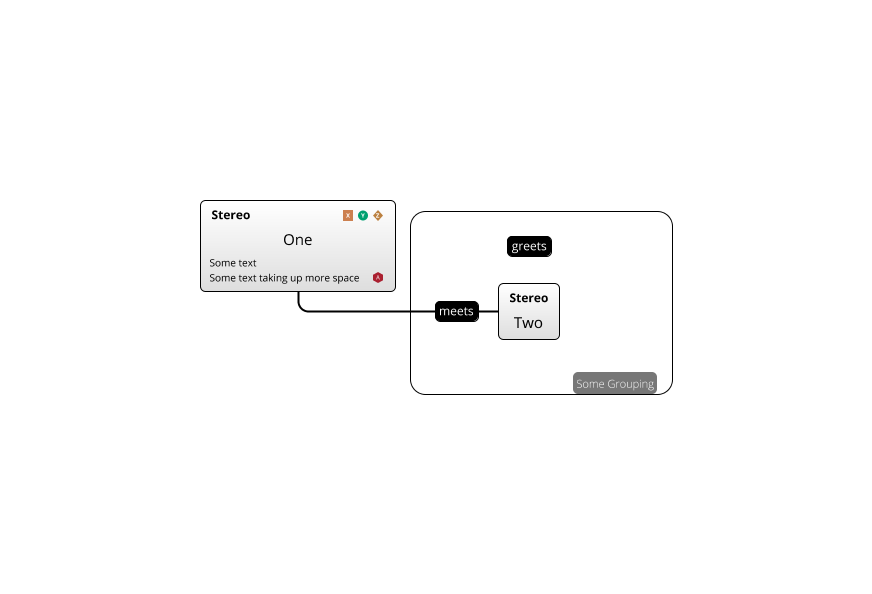 Stereo X Y Z
One
Some text
Some text taking up more space A
greets
meets
Stereo
Two
Some Grouping